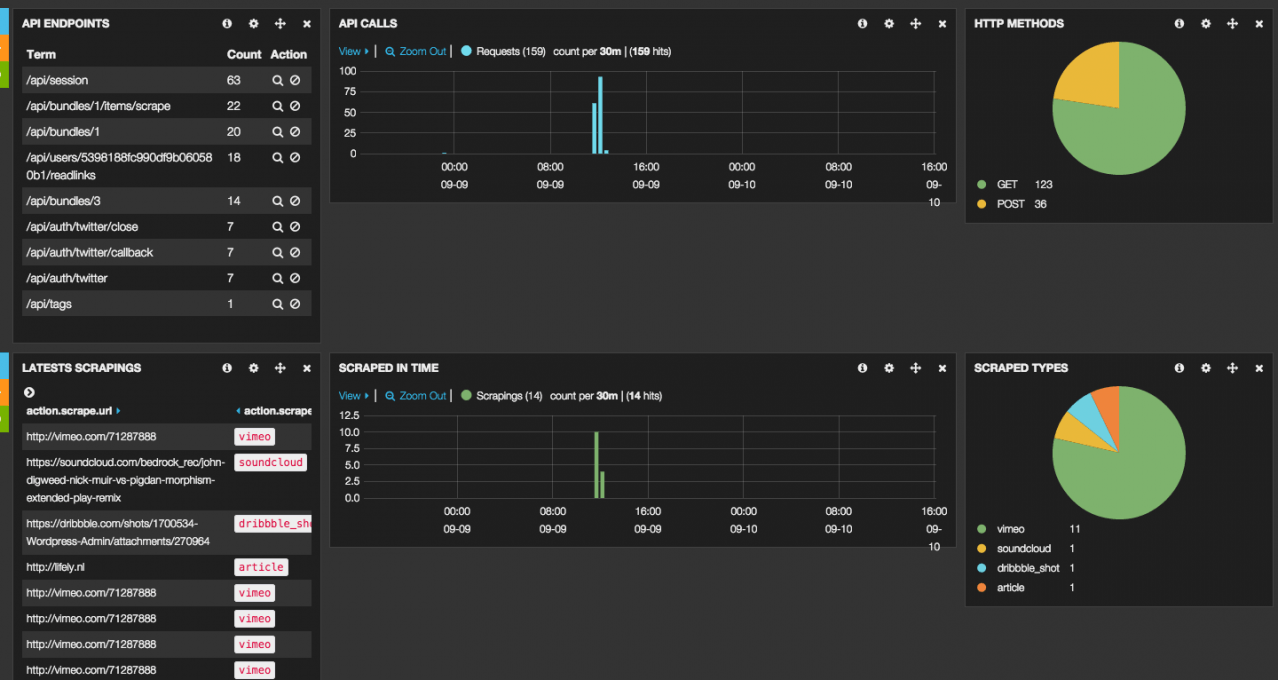 API ENDPOINTS
Term Count Action
/api/session 63
/api/bundles/1/items/scrape 22
/api/bundles/1 20
/api/users/5398188fc990df9b06058 18
0b1/readlinks
/api/bundles/3 14
/api/auth/twitter/close 7
/api/auth/twitter/callback 7
/api/auth/twitter 7
/api/tags 1
API CALLS
View | Zoom Out | Requests (159) count per 30m | (159 hits)
100
75
50
25
0
00:00 08:00 16:00 00:00 08:00 16:00
09-09 09-09 09-09 09-10 09-10 09-
10
HTTP METHODS
GET 123
POST 36
LATESTS SCRAPINGS
action.scrape.url action.scrape
http://vimeo.com/71287888 vimeo
https://soundcloud.com/bedrock_rec/john- soundcloud
digweed-nick-muir-vs-pigdan-morphism-
extended-play-remix
https://dribbble.com/shots/1700534- dribbble_sho
Wordpress-Admin/attachments/270964
http://lifely.nl article
http://vimeo.com/71287888 vimeo
http://vimeo.com/71287888 vimeo
http://vimeo.com/71287888 vimeo
http://vimeo.com/71287888 vimeo
SCRAPED IN TIME
View | Zoom Out | Scrapings (14) count per 30m | (14 hits)
12.5
10.0
7.5
5.0
2.5
0.0
00:00 08:00 16:00 00:00 08:00 16:00
09-09 09-09 09-09 09-10 09-10 09-
10
SCRAPED TYPES
vimeo 11
soundcloud 1
dribbble_shot 1
article 1